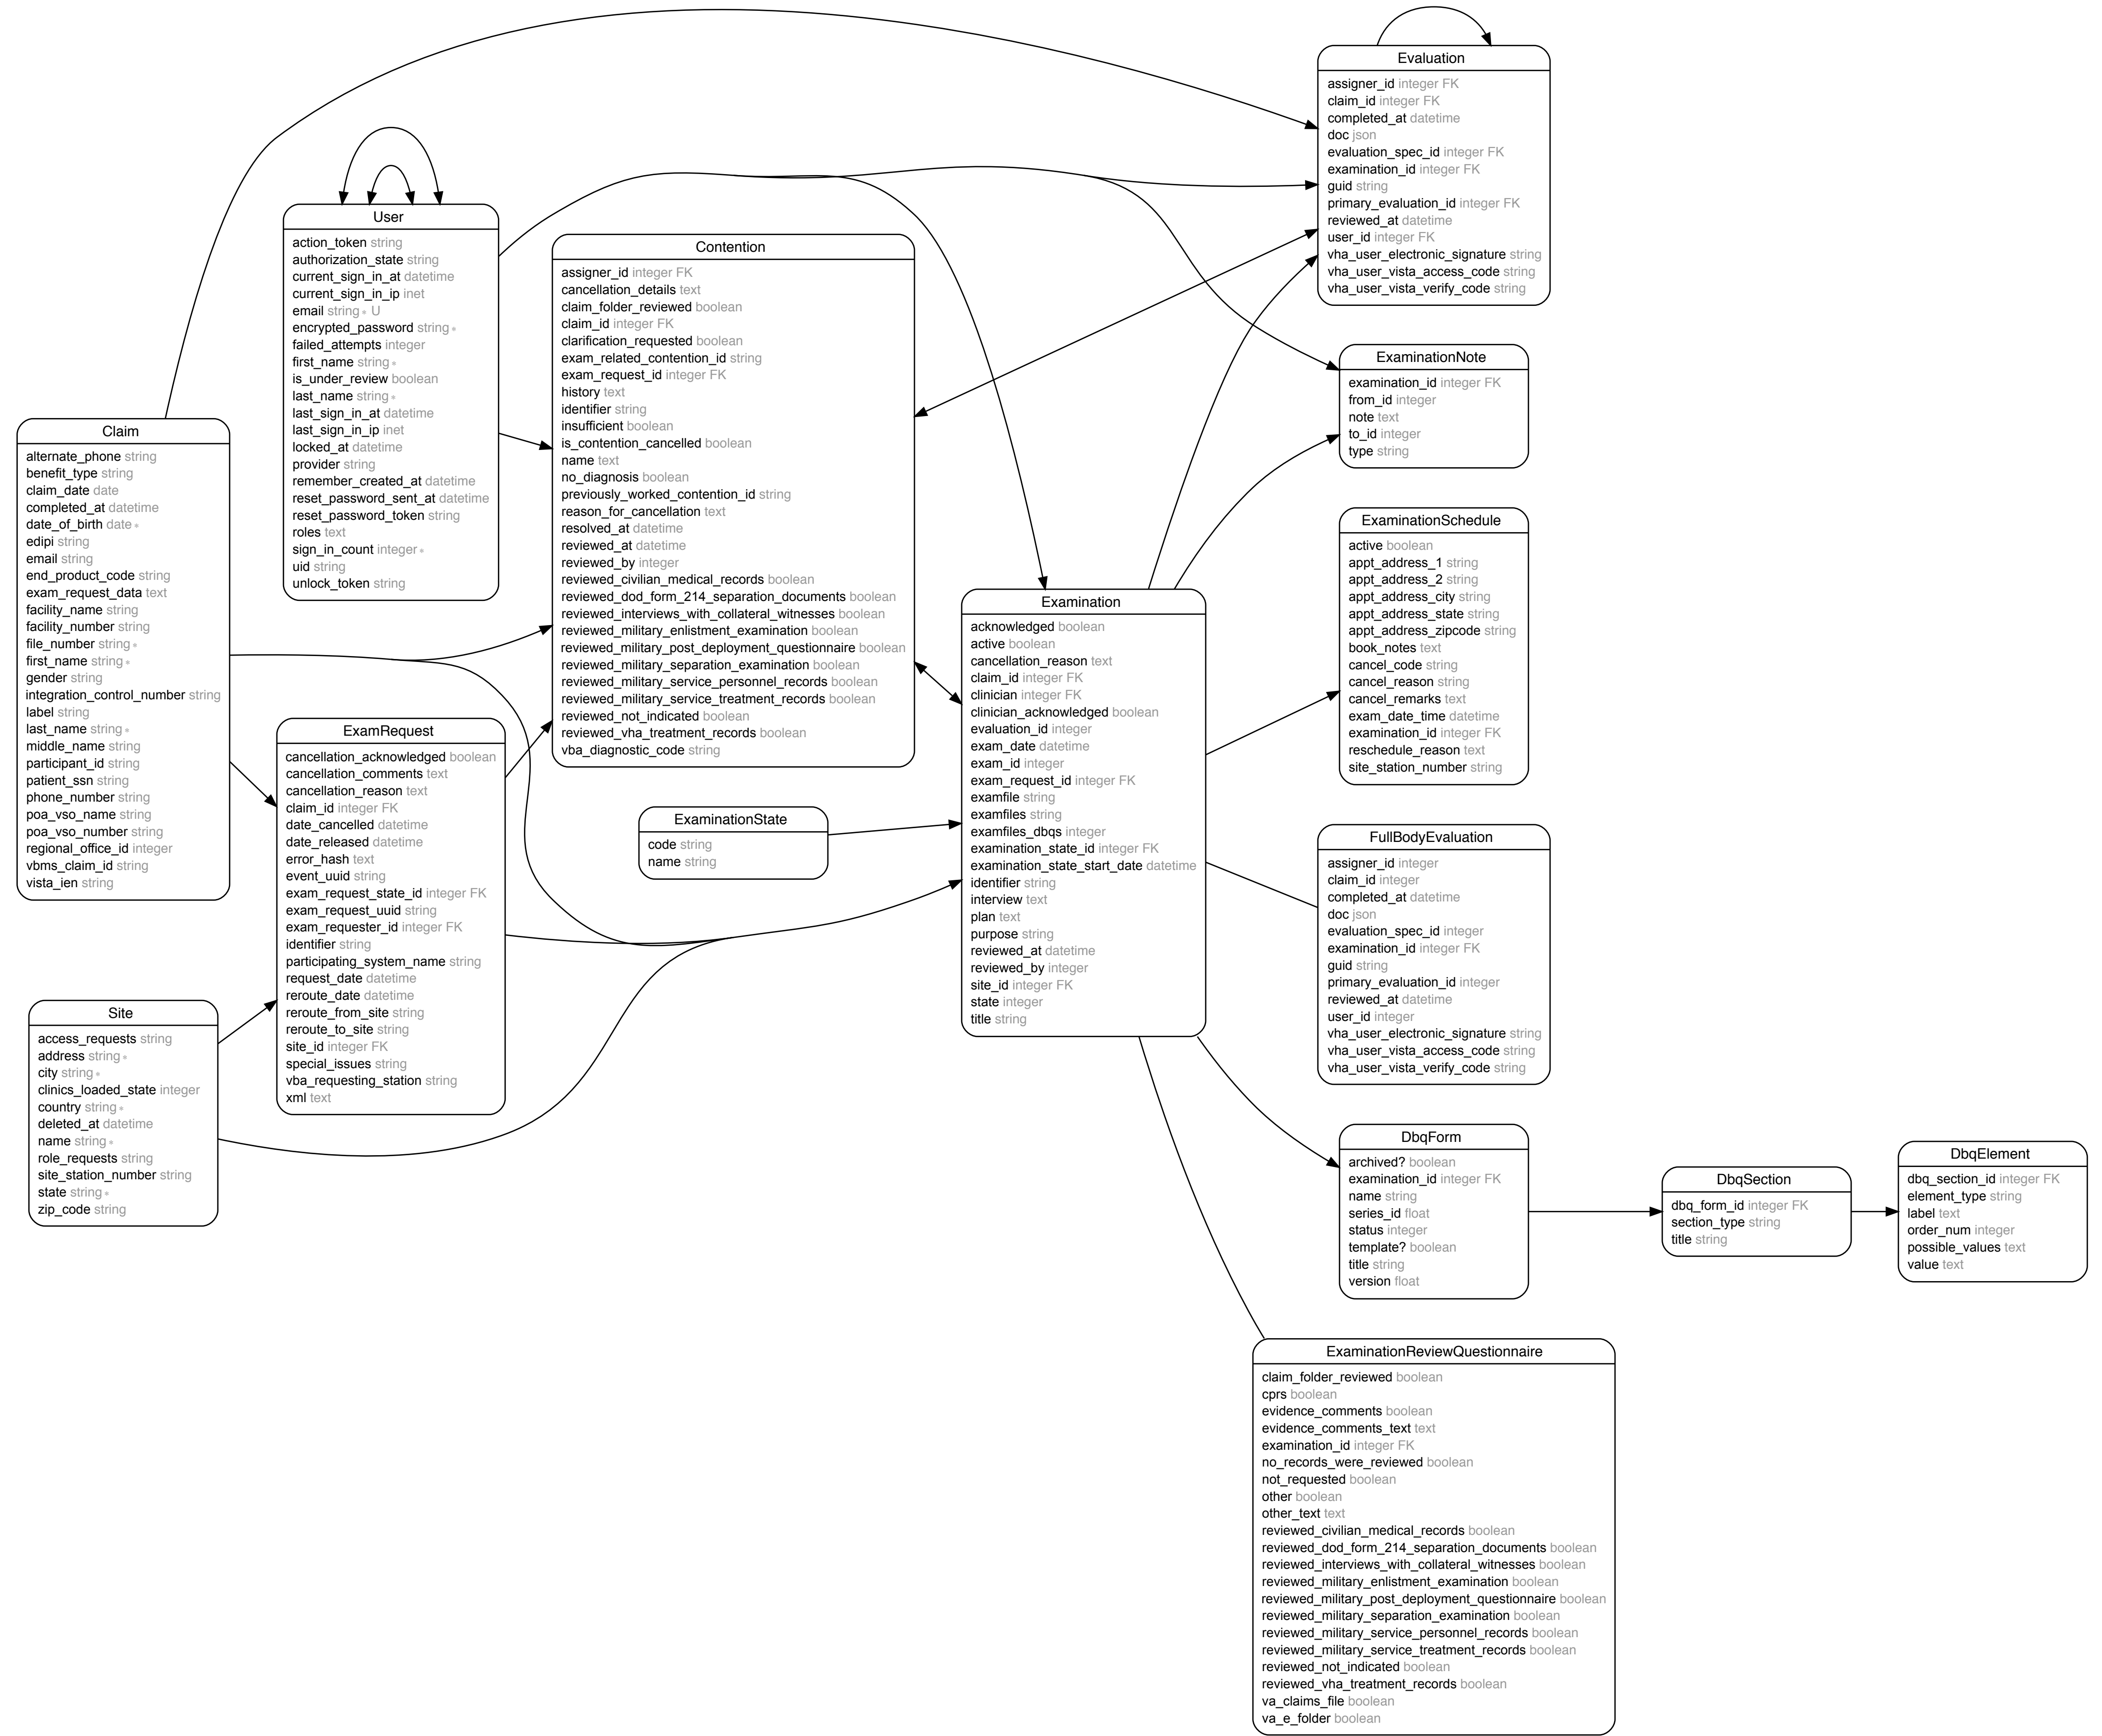 Evaluation
assigner_id integer FK
claim_id integer FK
completed_at datetime
doc json
evaluation_spec_id integer FK
examination_id integer FK
guid string
primary_evaluation_id integer FK
reviewed_at datetime
user_id integer FK
vha_user_electronic_signature string
vha_user_vista_access_code string
vha_user_vista_verify_code string
User
action_token string
authorization_state string
current_sign_in_at datetime
current_sign_in_ip inet
email string∗ U
encrypted_password string∗
failed_attempts integer
first_name string∗
is_under_review boolean
last_name string∗
last_sign_in_at datetime
last_sign_in_ip inet
locked_at datetime
provider string
remember_created_at datetime
reset_password_sent_at datetime
reset_password_token string
roles text
sign_in_count integer∗
uid string
unlock_token string
Contention
assigner_id integer FK
cancellation_details text
claim_folder_reviewed boolean
claim_id integer FK
clarification_requested boolean
exam_related_contention_id string
exam_request_id integer FK
history text
identifier string
insufficient boolean
is_contention_cancelled boolean
name text
no_diagnosis boolean
previously_worked_contention_id string
reason_for_cancellation text
resolved_at datetime
reviewed_at datetime
reviewed_by integer
reviewed_civilian_medical_records boolean
reviewed_dod_form_214_separation_documents boolean
reviewed_interviews_with_collateral_witnesses boolean
reviewed_military_enlistment_examination boolean
reviewed_military_post_deployment_questionnaire boolean
reviewed_military_separation_examination boolean
reviewed_military_service_personnel_records boolean
reviewed_military_service_treatment_records boolean
reviewed_not_indicated boolean
reviewed_vha_treatment_records boolean
vba_diagnostic_code string
ExaminationNote
examination_id integer FK
from_id integer
note text
to_id integer
type string
Claim
alternate_phone string
benefit_type string
claim_date date
completed_at datetime
date_of_birth date∗
edipi string
email string
end_product_code string
exam_request_data text
facility_name string
facility_number string
file_number string∗
first_name string∗
gender string
integration_control_number string
label string
last_name string∗
middle_name string
participant_id string
patient_ssn string
phone_number string
poa_vso_name string
poa_vso_number string
regional_office_id integer
vbms_claim_id string
vista_ien string
ExaminationSchedule
active boolean
appt_address_1 string
appt_address_2 string
appt_address_city string
appt_address_state string
appt_address_zipcode string
book_notes text
cancel_code string
cancel_reason string
cancel_remarks text
exam_date_time datetime
examination_id integer FK
reschedule_reason text
site_station_number string
Examination
acknowledged boolean
active boolean
cancellation_reason text
claim_id integer FK
clinician integer FK
clinician_acknowledged boolean
evaluation_id integer
exam_date datetime
exam_id integer
exam_request_id integer FK
examfile string
examfiles string
examfiles_dbqs integer
examination_state_id integer FK
examination_state_start_date datetime
identifier string
interview text
plan text
purpose string
reviewed_at datetime
reviewed_by integer
site_id integer FK
state integer
title string
ExamRequest
cancellation_acknowledged boolean
cancellation_comments text
cancellation_reason text
claim_id integer FK
date_cancelled datetime
date_released datetime
error_hash text
event_uuid string
exam_request_state_id integer FK
exam_request_uuid string
exam_requester_id integer FK
identifier string
participating_system_name string
request_date datetime
reroute_date datetime
reroute_from_site string
reroute_to_site string
site_id integer FK
special_issues string
vba_requesting_station string
xml text
ExaminationState
code string
name string
FullBodyEvaluation
assigner_id integer
claim_id integer
completed_at datetime
doc json
evaluation_spec_id integer
examination_id integer FK
guid string
primary_evaluation_id integer
reviewed_at datetime
user_id integer
vha_user_electronic_signature string
vha_user_vista_access_code string
vha_user_vista_verify_code string
Site
access_requests string
address string∗
city string∗
clinics_loaded_state integer
country string∗
deleted_at datetime
name string∗
role_requests string
site_station_number string
state string∗
zip_code string
DbqForm
archived? boolean
examination_id integer FK
name string
series_id float
status integer
template? boolean
title string
version float
DbqSection
dbq_form_id integer FK
section_type string
title string
DbqElement
dbq_section_id integer FK
element_type string
label text
order_num integer
possible_values text
value text
ExaminationReviewQuestionnaire
claim_folder_reviewed boolean
cprs boolean
evidence_comments boolean
evidence_comments_text text
examination_id integer FK
no_records_were_reviewed boolean
not_requested boolean
other boolean
other_text text
reviewed_civilian_medical_records boolean
reviewed_dod_form_214_separation_documents boolean
reviewed_interviews_with_collateral_witnesses boolean
reviewed_military_enlistment_examination boolean
reviewed_military_post_deployment_questionnaire boolean
reviewed_military_separation_examination boolean
reviewed_military_service_personnel_records boolean
reviewed_military_service_treatment_records boolean
reviewed_not_indicated boolean
reviewed_vha_treatment_records boolean
va_claims_file boolean
va_e_folder boolean